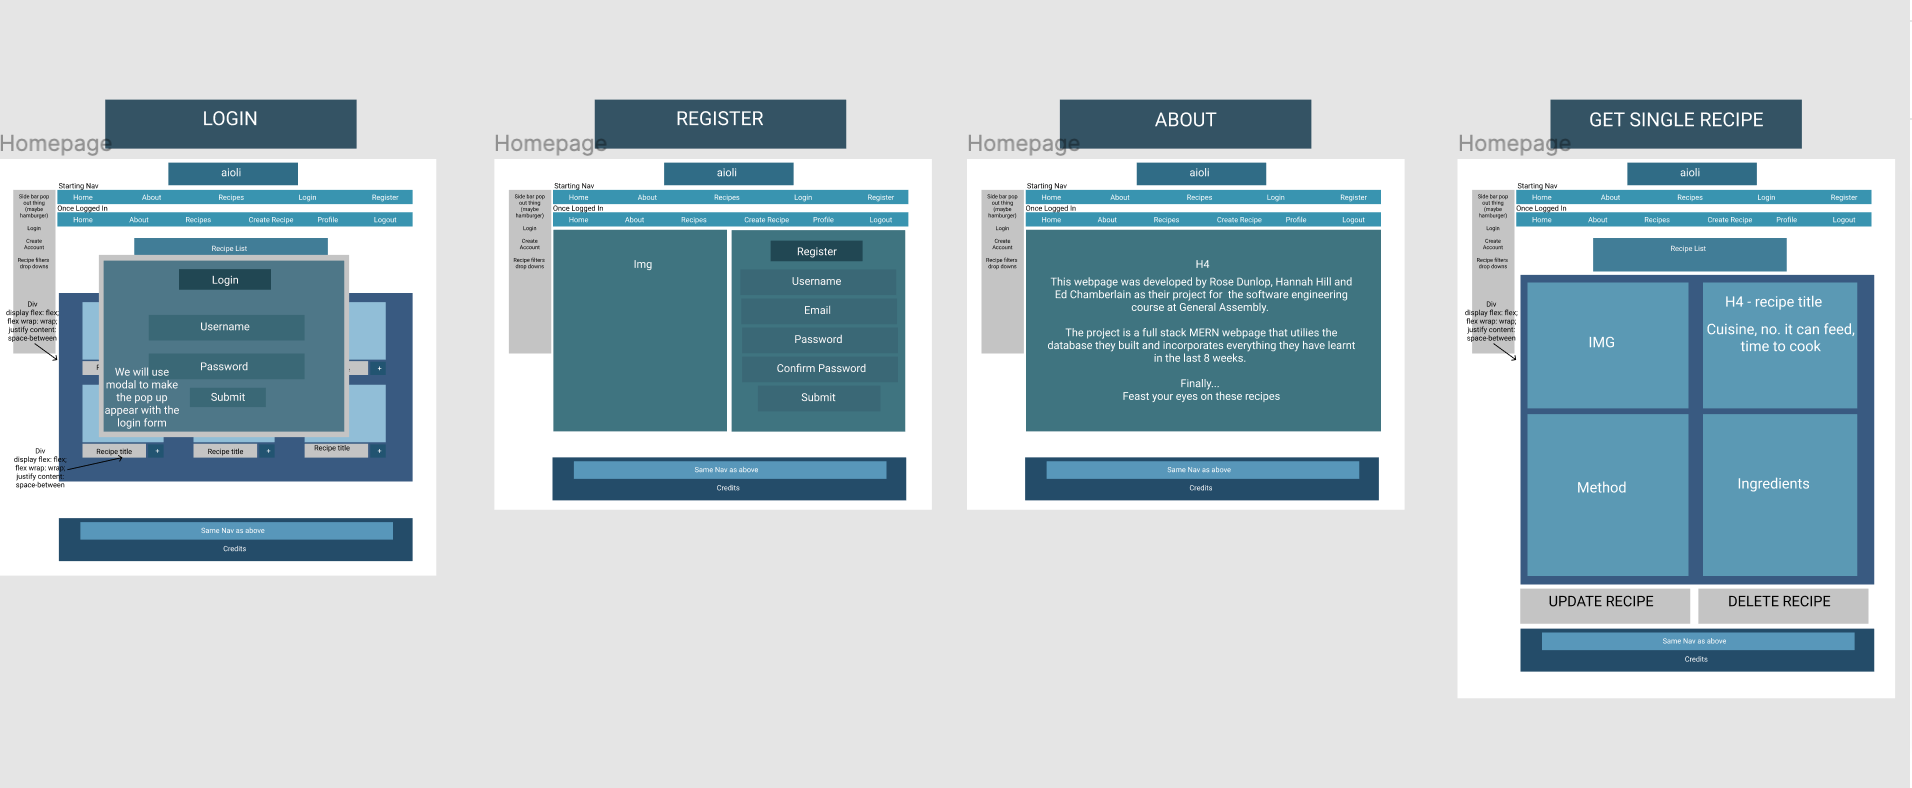 LOGIN
Homepage
aioli
Starting Nav
Home About Recipes Login Register
Once Logged In
Home About Recipes Create Recipe Profile Logout
Side bar pop
out thing
(maybe
hamburger)
Login
Create
Account
Recipe filters
drop downs
Recipe List
Login
Username
Password
Submit
We will use
modal to make
the pop up
appear with the
login form
Div
display flex: flex;
flex wrap: wrap;
justify content:
space-between
+
Recipe title +
Recipe title +
Recipe title +
Div
display flex: flex;
flex wrap: wrap;
justify content:
space-between
Same Nav as above
Credits
REGISTER
Homepage
aioli
Starting Nav
Home About Recipes Login Register
Once Logged In
Home About Recipes Create Recipe Profile Logout
Side bar pop
out thing
(maybe
hamburger)
Login
Create
Account
Recipe filters
drop downs
Img
Register
Username
Email
Password
Confirm Password
Submit
Same Nav as above
Credits
ABOUT
Homepage
aioli
Starting Nav
Home About Recipes Login Register
Once Logged In
Home About Recipes Create Recipe Profile Logout
Side bar pop
out thing
(maybe
hamburger)
Login
Create
Account
Recipe filters
drop downs
H4
This webpage was developed by Rose Dunlop, Hannah Hill and
Ed Chamberlain as their project for the software engineering
course at General Assembly.
The project is a full stack MERN webpage that utilies the
database they built and incorporates everything they have learnt
in the last 8 weeks.
Finally...
Feast your eyes on these recipes
Same Nav as above
Credits
GET SINGLE RECIPE
Homepage
aioli
Starting Nav
Home About Recipes Login Register
Once Logged In
Home About Recipes Create Recipe Profile Logout
Side bar pop
out thing
(maybe
hamburger)
Login
Create
Account
Recipe filters
drop downs
Recipe List
Div
display flex: flex;
flex wrap: wrap;
justify content:
space-between
IMG
H4 - recipe title
Cuisine, no. it can feed,
time to cook
Method
Ingredients
UPDATE RECIPE
DELETE RECIPE
Same Nav as above
Credits